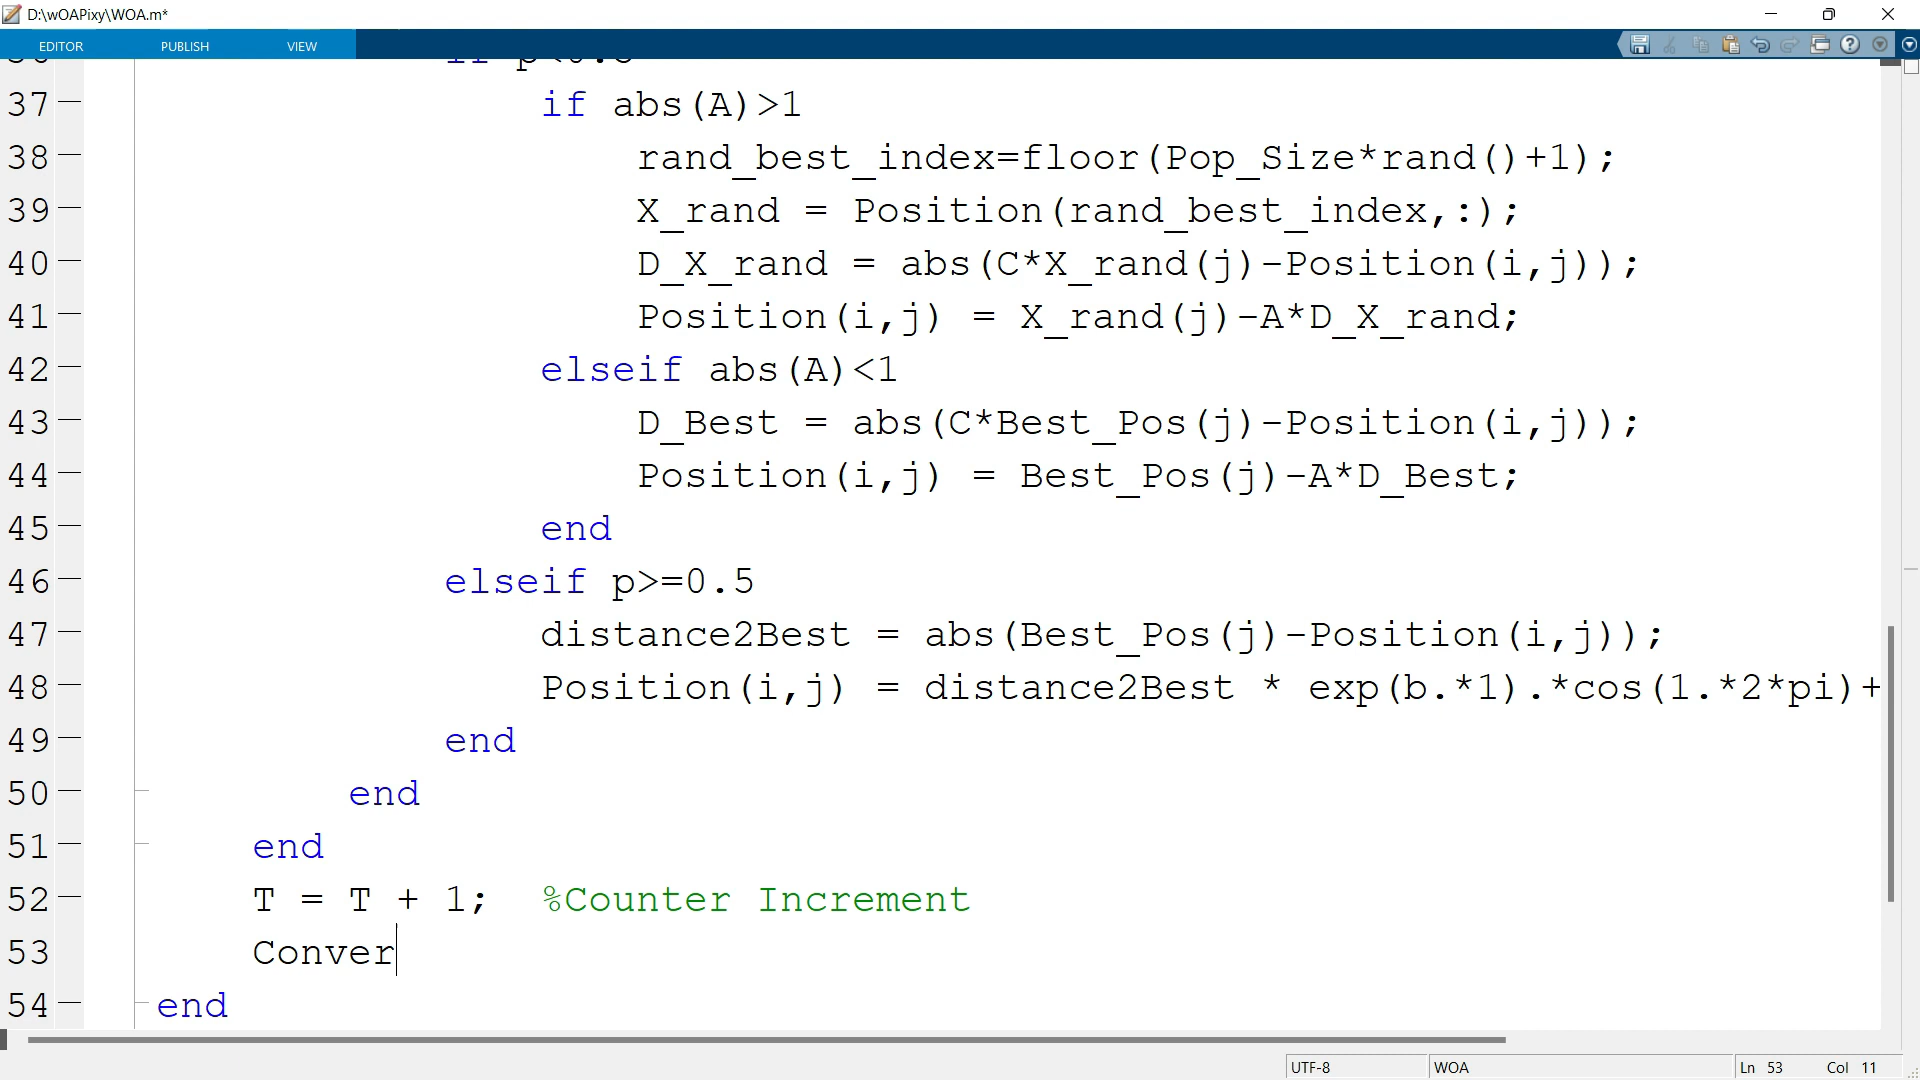 D:\wOAPixy\WOA.m*
EDITOR PUBLISH VIEW
37 if abs(A)>1
38 rand_best_index=floor(Pop_Size*rand()+1);
39 X_rand = Position(rand_best_index,:);
40 D_X_rand = abs(C*X_rand(j)-Position(i,j));
41 Position(i,j) = X_rand(j)-A*D_X_rand;
42 elseif abs(A)<1
43 D_Best = abs(C*Best_Pos(j)-Position(i,j));
44 Position(i,j) = Best_Pos(j)-A*D_Best;
45 end
46 elseif p>=0.5
47 distance2Best = abs(Best_Pos(j)-Position(i,j));
48 Position(i,j) = distance2Best * exp(b.*1).*cos(1.*2*pi)+
49 end
50 end
51 end
52 T = T + 1; %Counter Increment
53 Conver
54 end
UTF-8 WOA Ln 53 Col 11